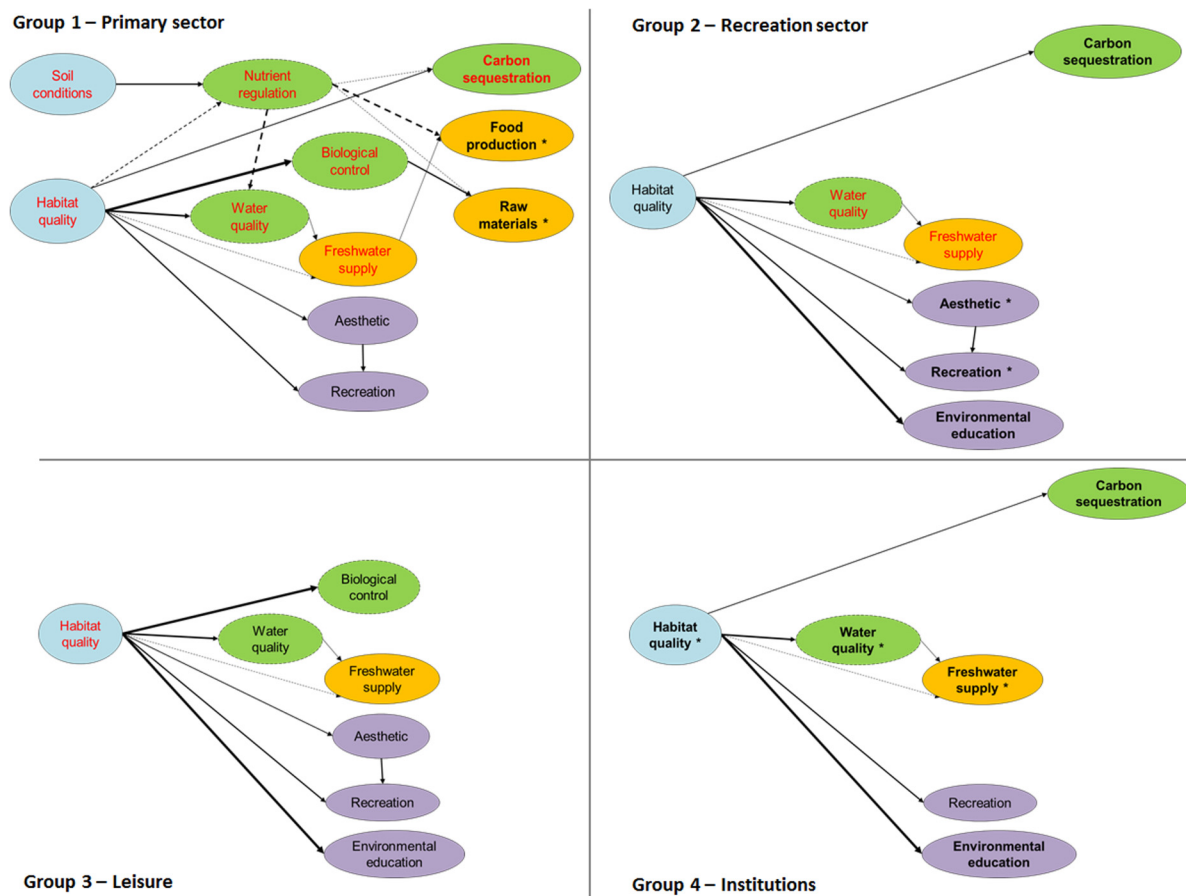 Group 1 – Primary sector
Soil
conditions
Nutrient
regulation
Carbon
sequestration
Food
production *
Biological
control
Habitat
quality
Water
quality
Raw
materials *
Freshwater
supply
Aesthetic
Recreation
Group 2 – Recreation sector
Carbon
sequestration
Habitat
quality
Water
quality
Freshwater
supply
Aesthetic *
Recreation *
Environmental
education
Biological
control
Habitat
quality
Water
quality
Freshwater
supply
Aesthetic
Recreation
Environmental
education
Group 3 – Leisure
Carbon
sequestration
Habitat
quality *
Water
quality *
Freshwater
supply *
Recreation
Environmental
education
Group 4 – Institutions